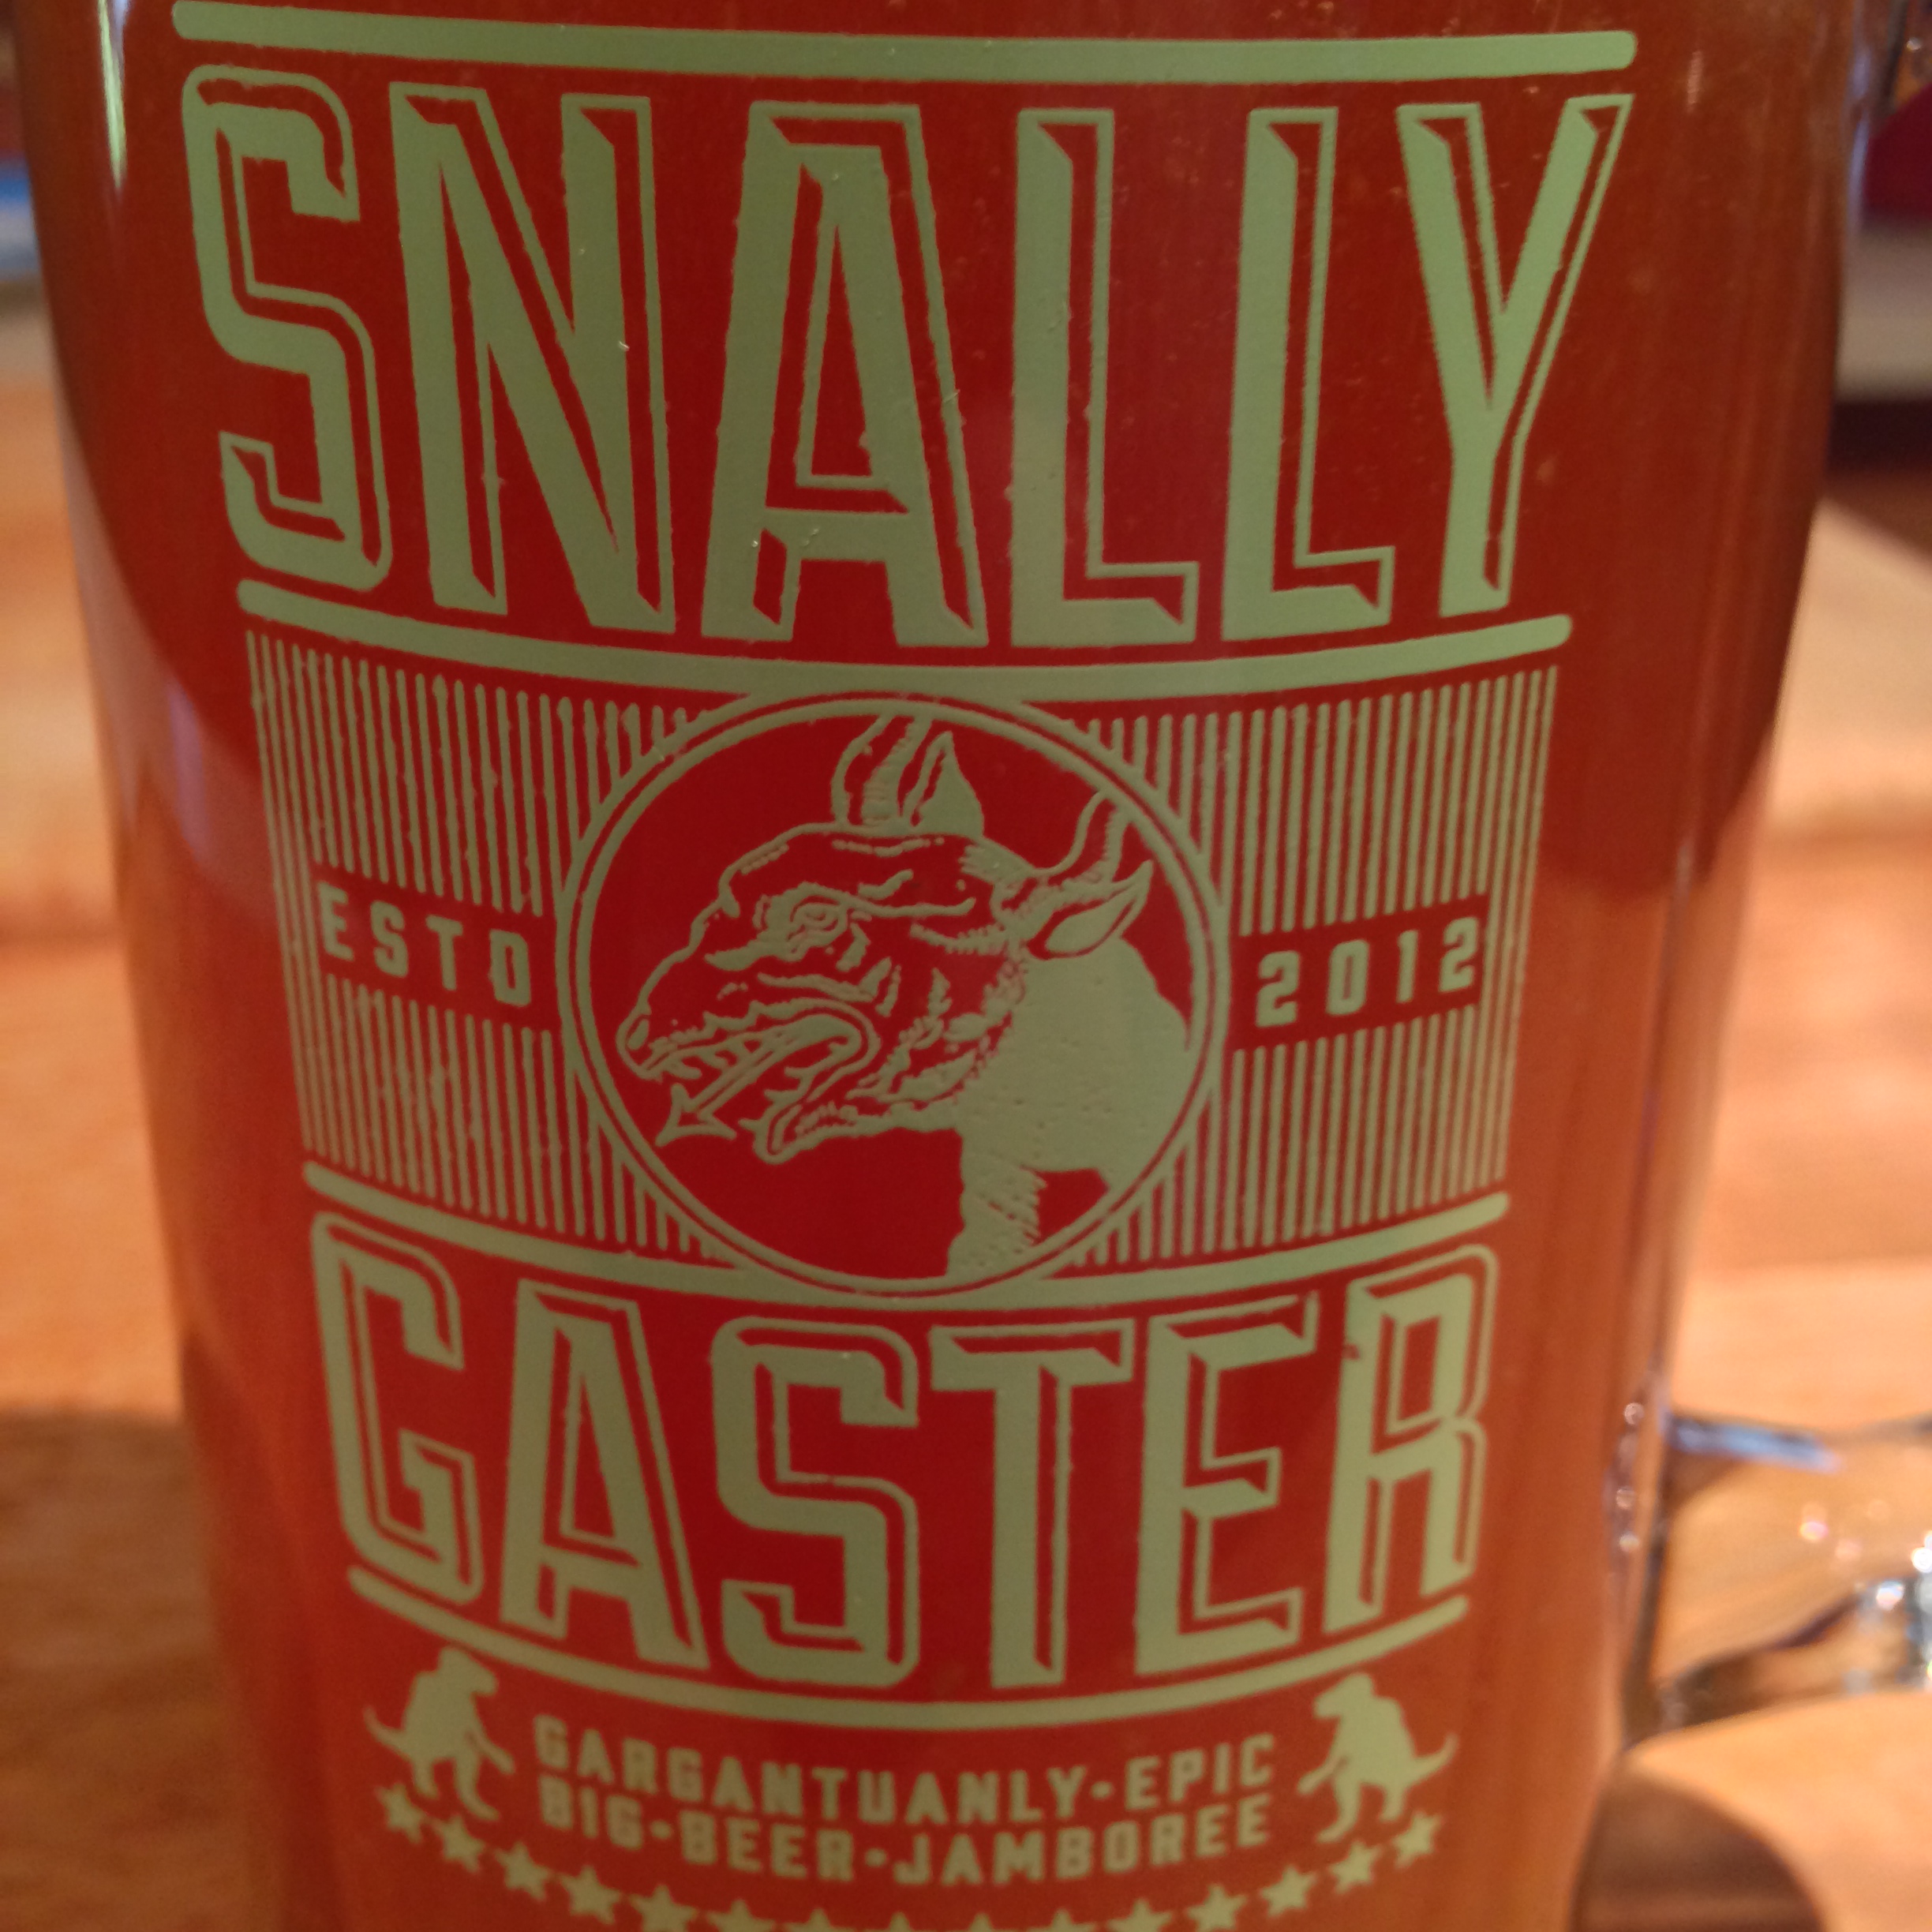 SNALLY
ESTD 2012
GASTER
GARGANTUANLY•EPIC
BIG•BEER•JAMBOREE